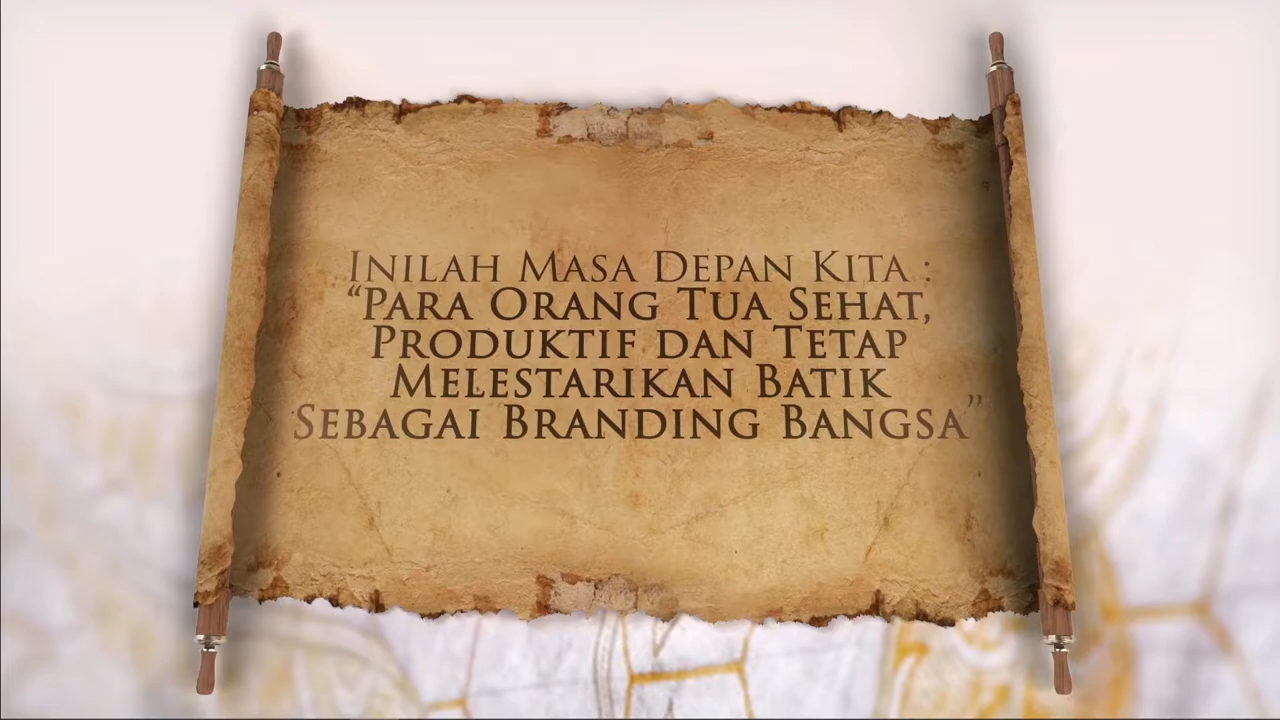 Inilah Masa Depan Kita :
“Para Orang Tua Sehat,
Produktif dan Tetap
Melestarikan Batik
Sebagai Branding Bangsa”